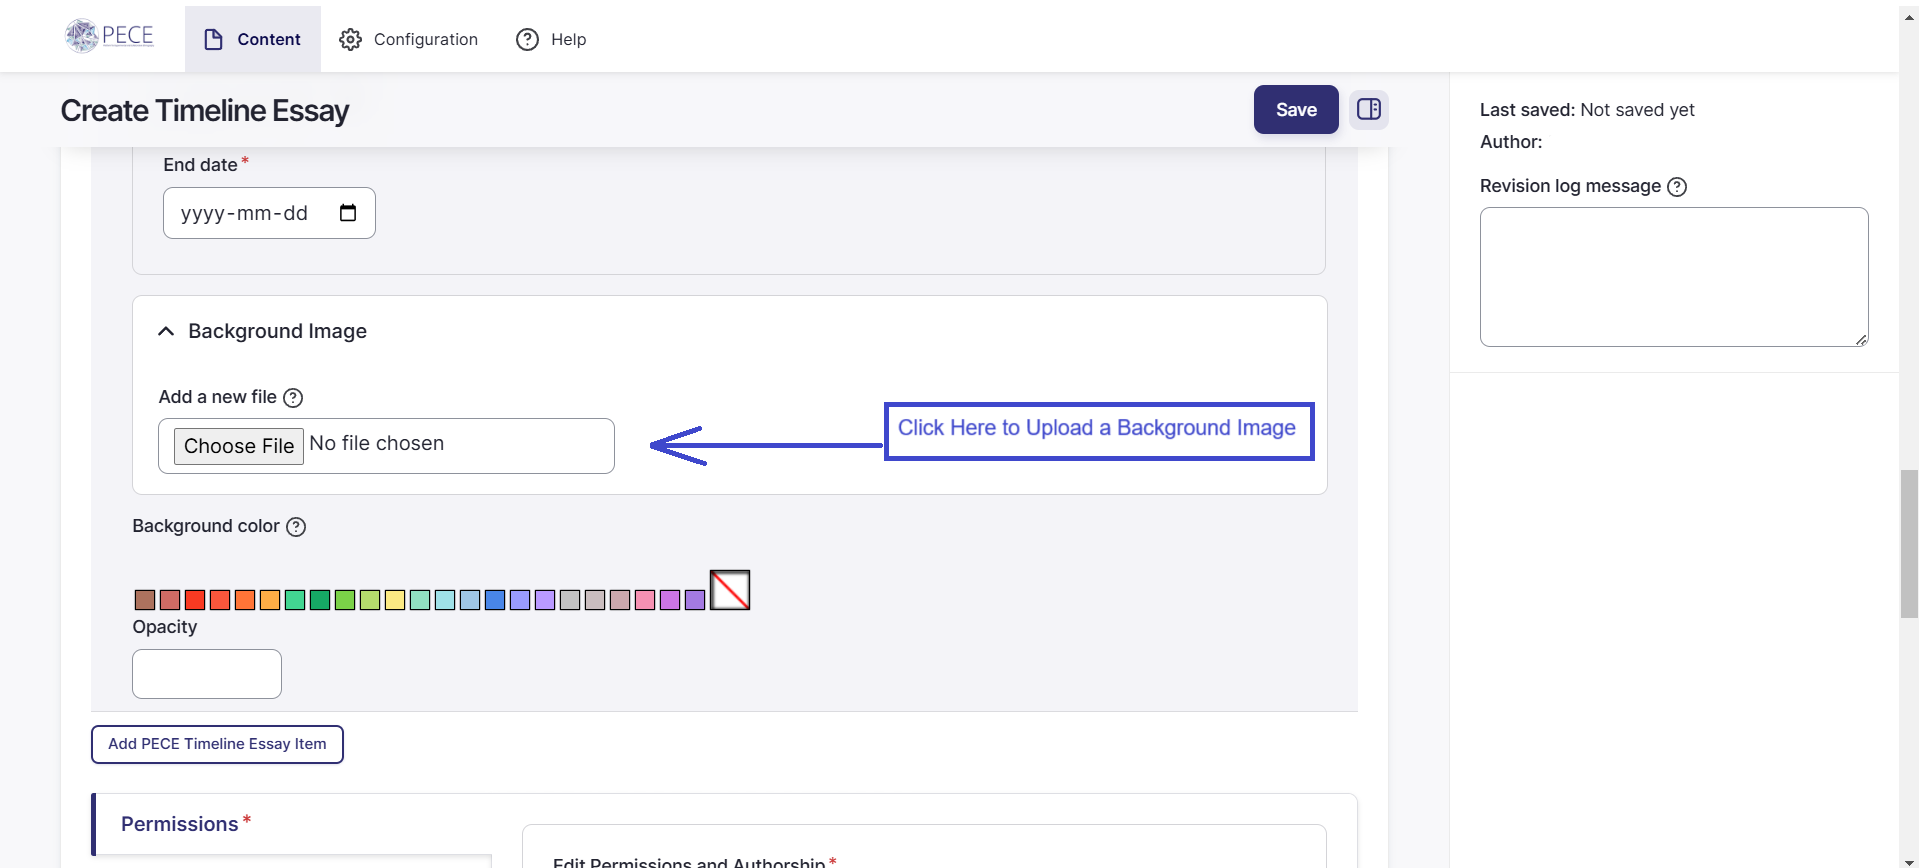 PECE
Content
Configuration
Help
Create Timeline Essay
Save
Last saved: Not saved yet
Author:
Revision log message ?
End date *
yyyy-mm-dd
Background Image
Add a new file ?
Choose File No file chosen
Click Here to Upload a Background Image
Background color ?
Opacity
Add PECE Timeline Essay Item
Permissions *
Edit Permissions and Authorship *